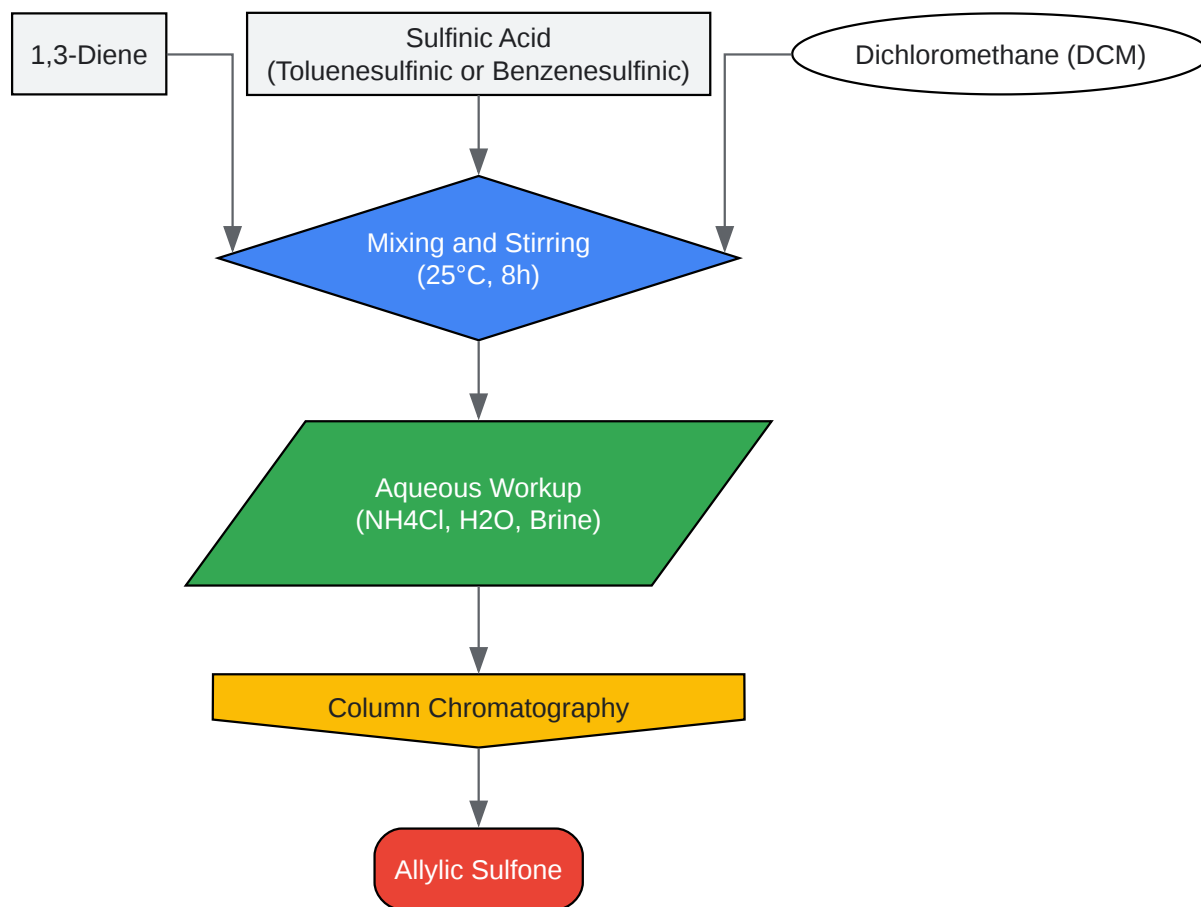 1,3-Diene
Sulfinic Acid
(Toluenesulfinic or Benzenesulfinic)
Dichloromethane (DCM)
Mixing and Stirring
(25°C, 8h)
Aqueous Workup
(NH4Cl, H2O, Brine)
Column Chromatography
Allylic Sulfone